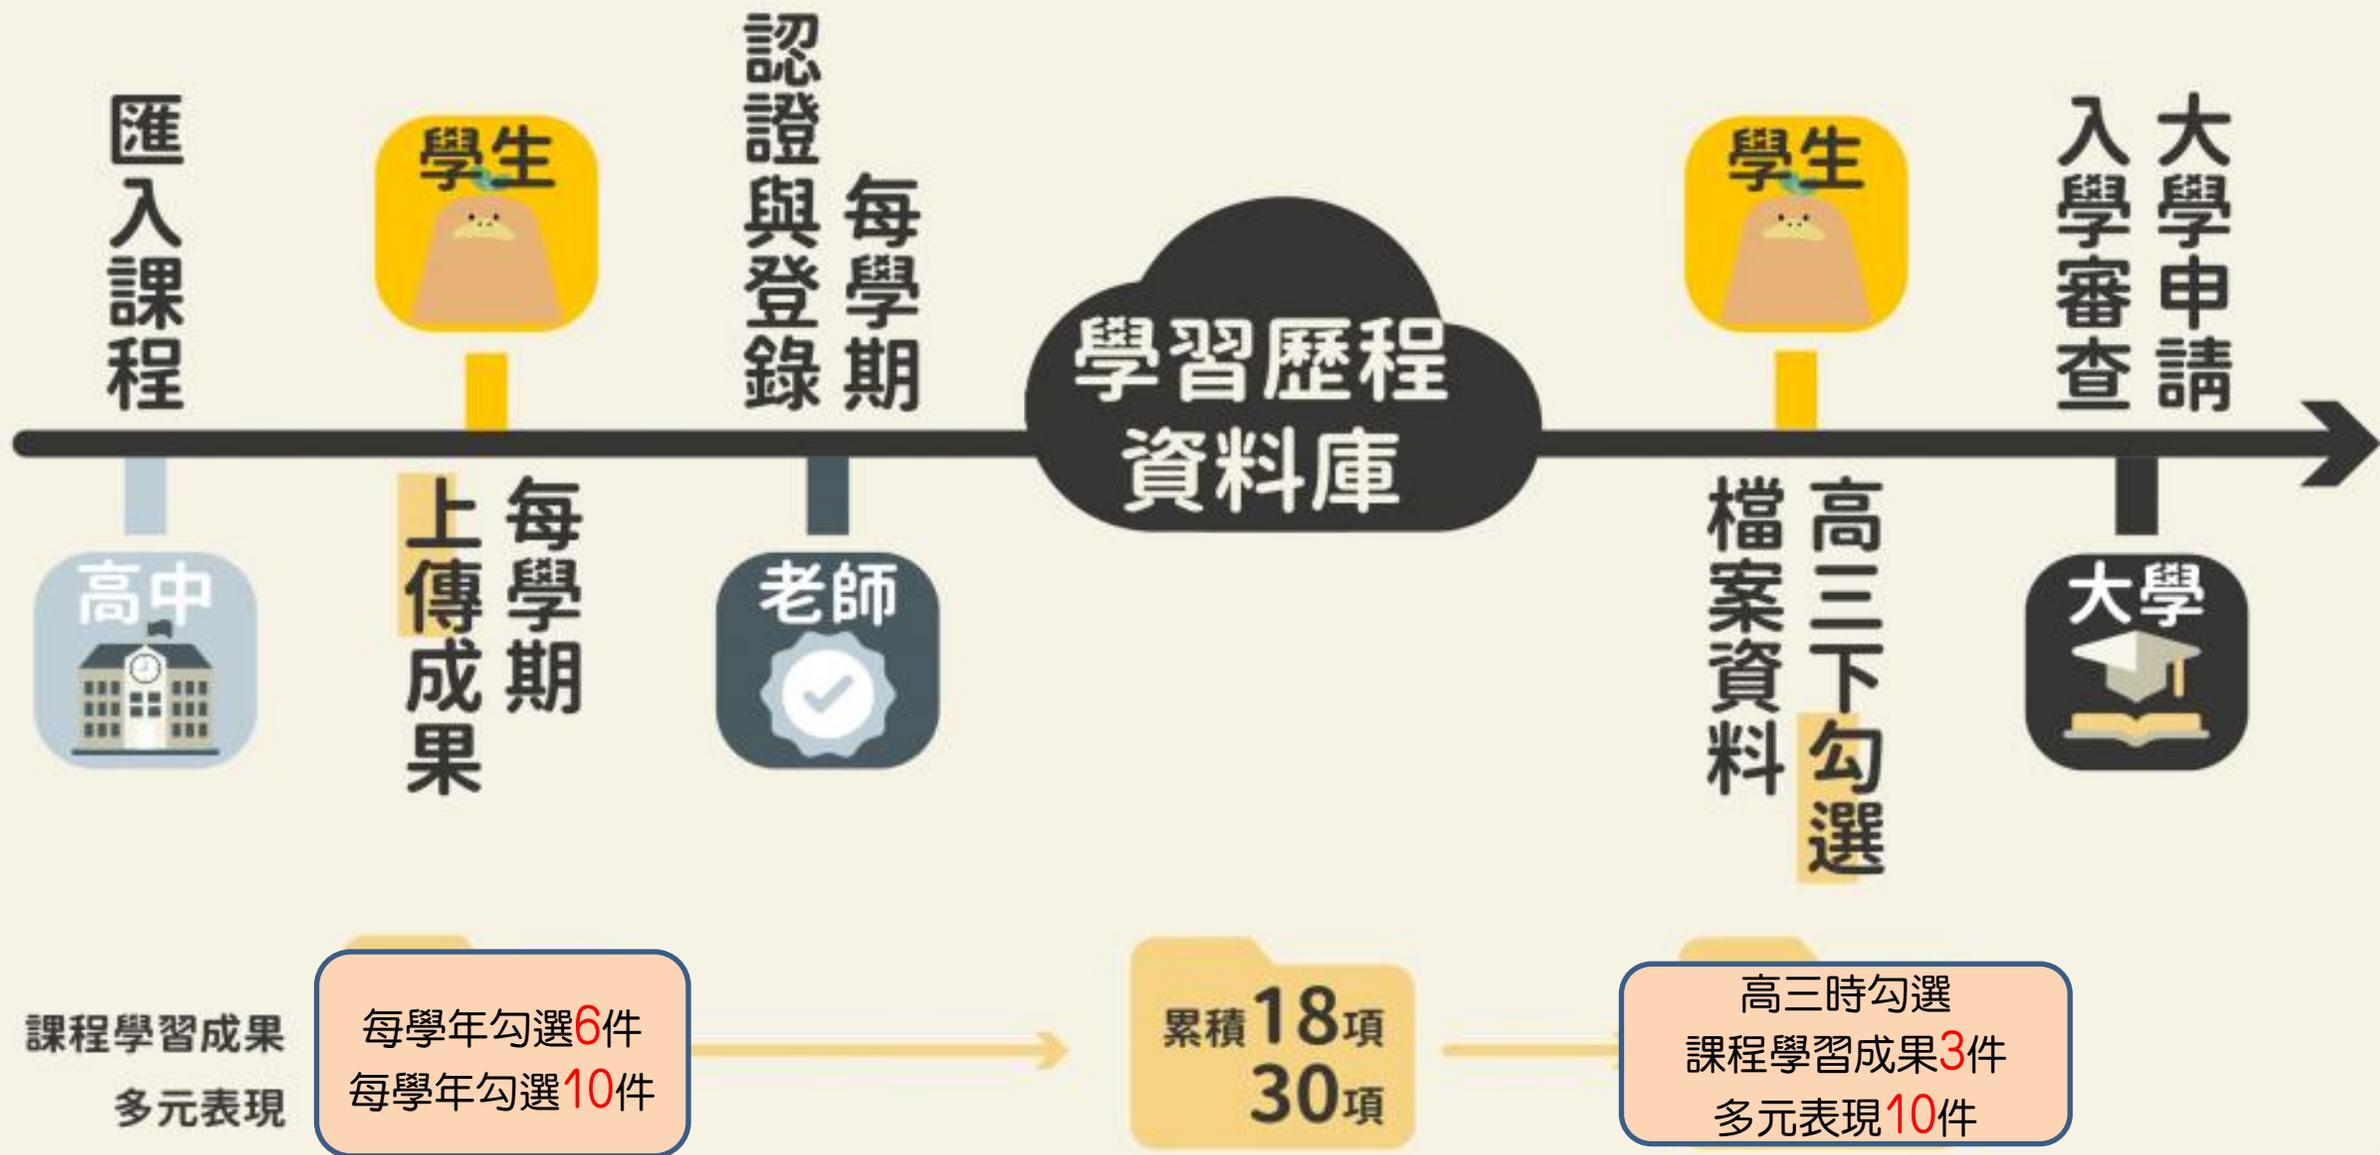 匯入課程
高中
學生
每學期
上傳成果
每學期
認證與登錄
老師
學習歷程
資料庫
學生
高三下勾選
檔案資料
大學申請
入學審查
大學
課程學習成果
多元表現
每學年勾選6件
每學年勾選10件
累積18項
30項
高三時勾選
課程學習成果3件
多元表現10件